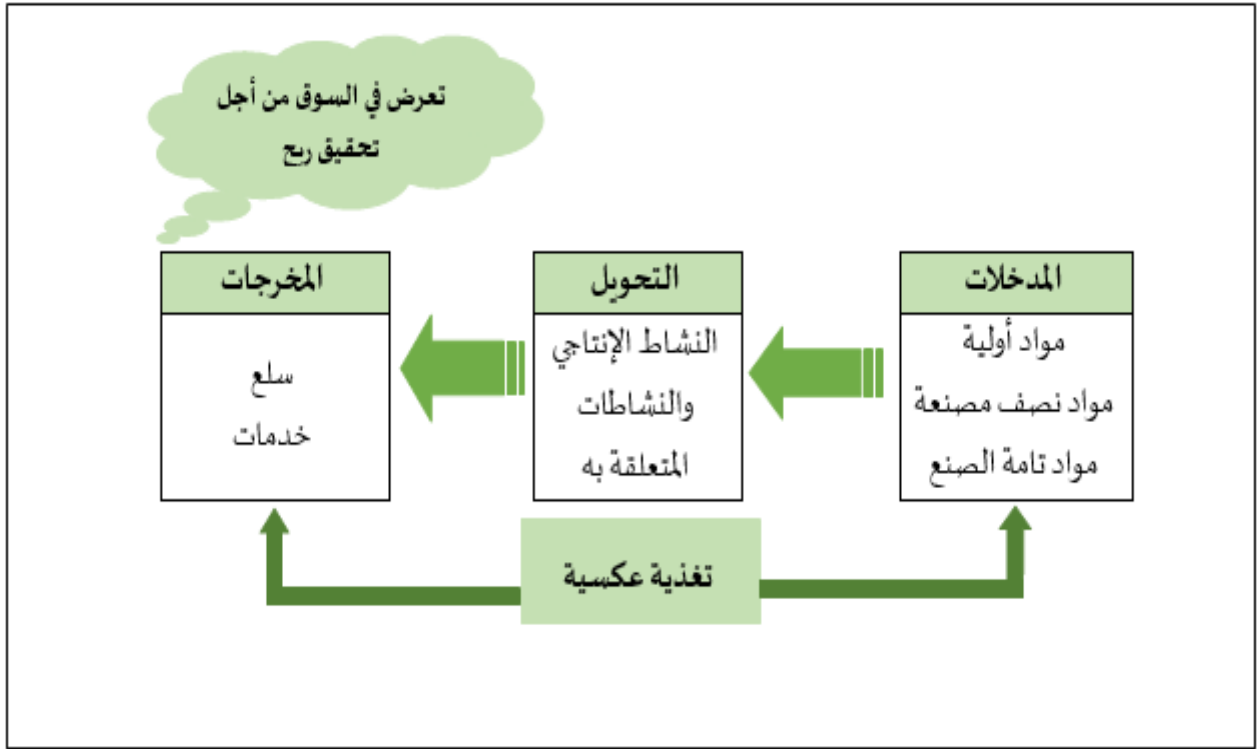 تعرض في السوق من أجل
تحقيق ربح
المدخلات
مواد أولية
مواد نصف مصنعة
مواد تامة الصنع
التحويل
النشاط الإنتاجي
والنشاطات
المتعلقة به
المخرجات
سلع
خدمات
تغذية عكسية